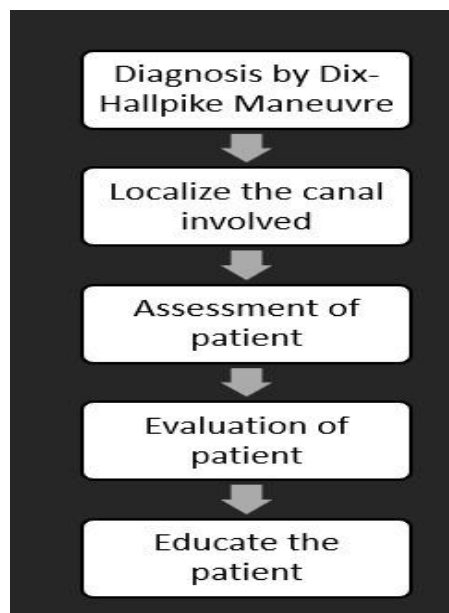 Diagnosis by Dix-
Hallpike Maneuvre
Localize the canal
involved
Assessment of
patient
Evaluation of
patient
Educate the
patient